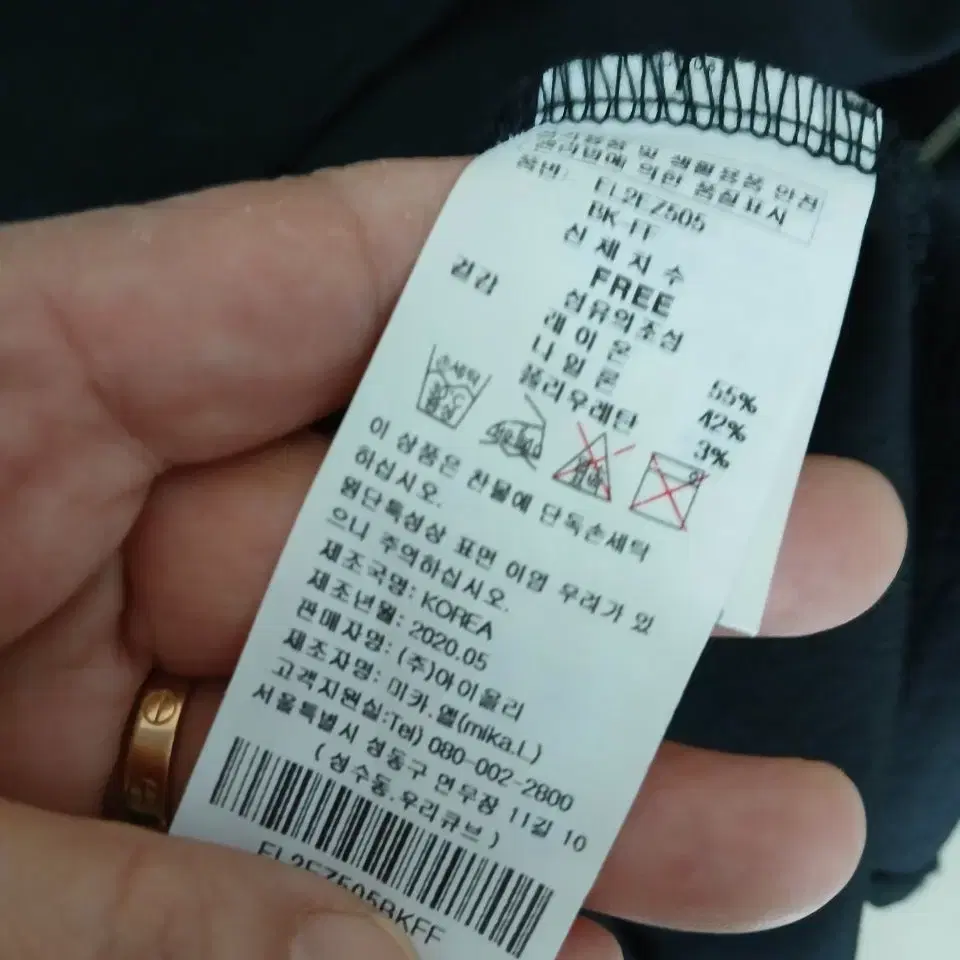 전기용품 및 생활용품 안전
관리법에 의한 품질표시
품번: EL2EZ505
BK-FF
신 체 치 수
FREE
겉감 섬유의조성
레 이 온 55%
나 일 론 42%
폴리우레탄 3%
손세탁
중성
이 상품은 찬물에 단독손세탁
하십시오.
원단특성상 표면 이염 우려가 있
으니 주의하십시오.
제조국명: KOREA
제조년월: 2020.05
판매자명: (주)아이올리
제조자명: 미카.엘(mika.L)
고객지원실:Tel) 080-002-2800
서울특별시 성동구 연무장 11길 10
( 성수동.우리큐브 )
EL2EZ505BKFF